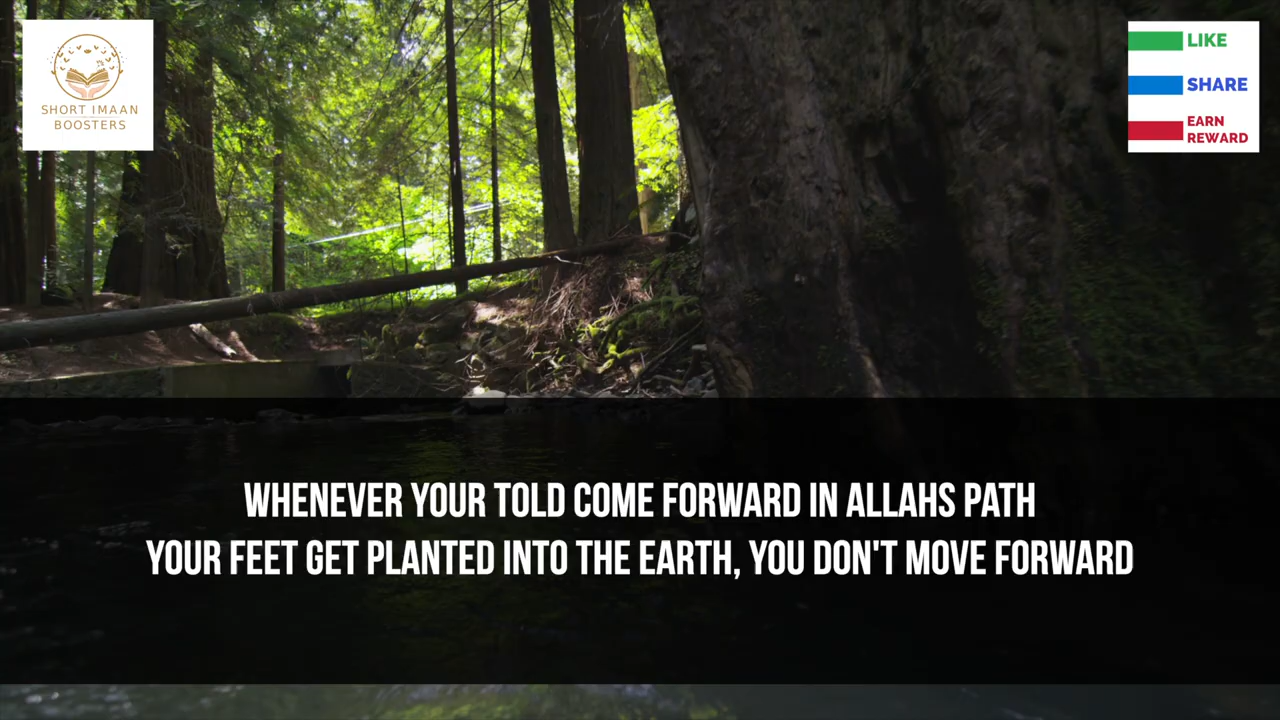 SHORT IMAAN
BOOSTERS
LIKE
SHARE
EARN
REWARD
WHENEVER YOUR TOLD COME FORWARD IN ALLAHS PATH
YOUR FEET GET PLANTED INTO THE EARTH, YOU DON'T MOVE FORWARD